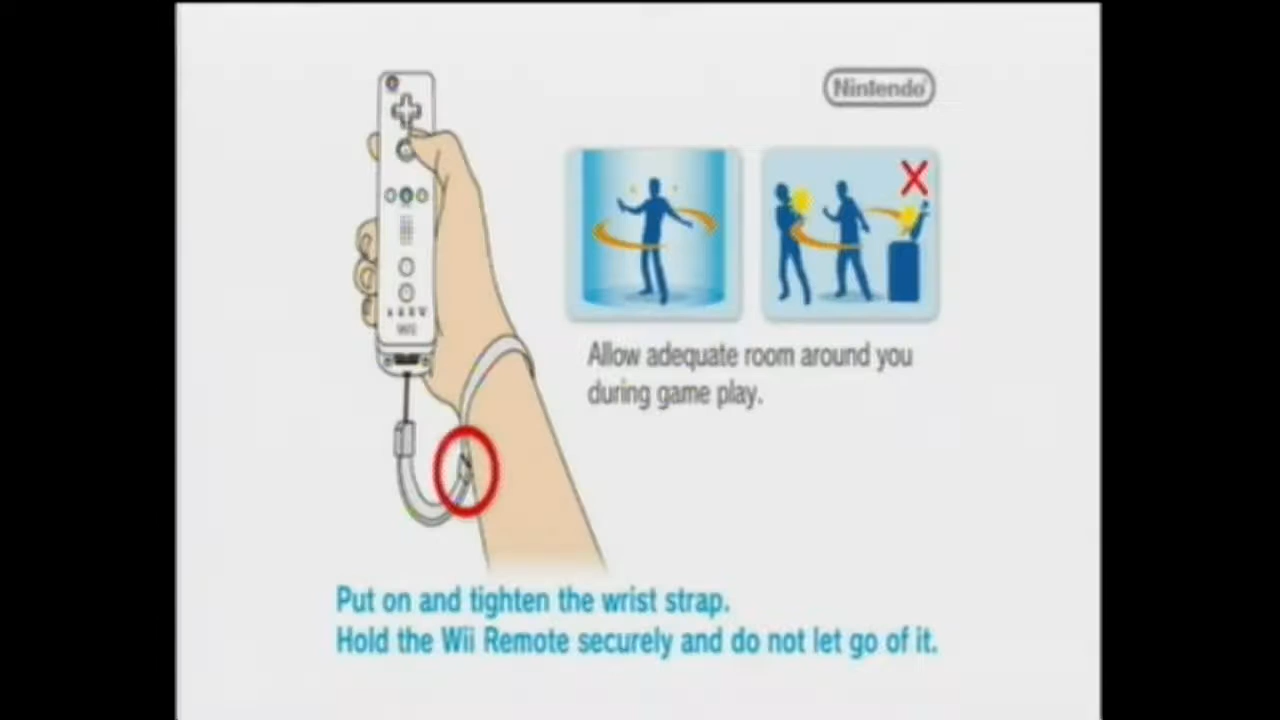 Nintendo
Wii
Allow adequate room around you
during game play.
Put on and tighten the wrist strap.
Hold the Wii Remote securely and do not let go of it.